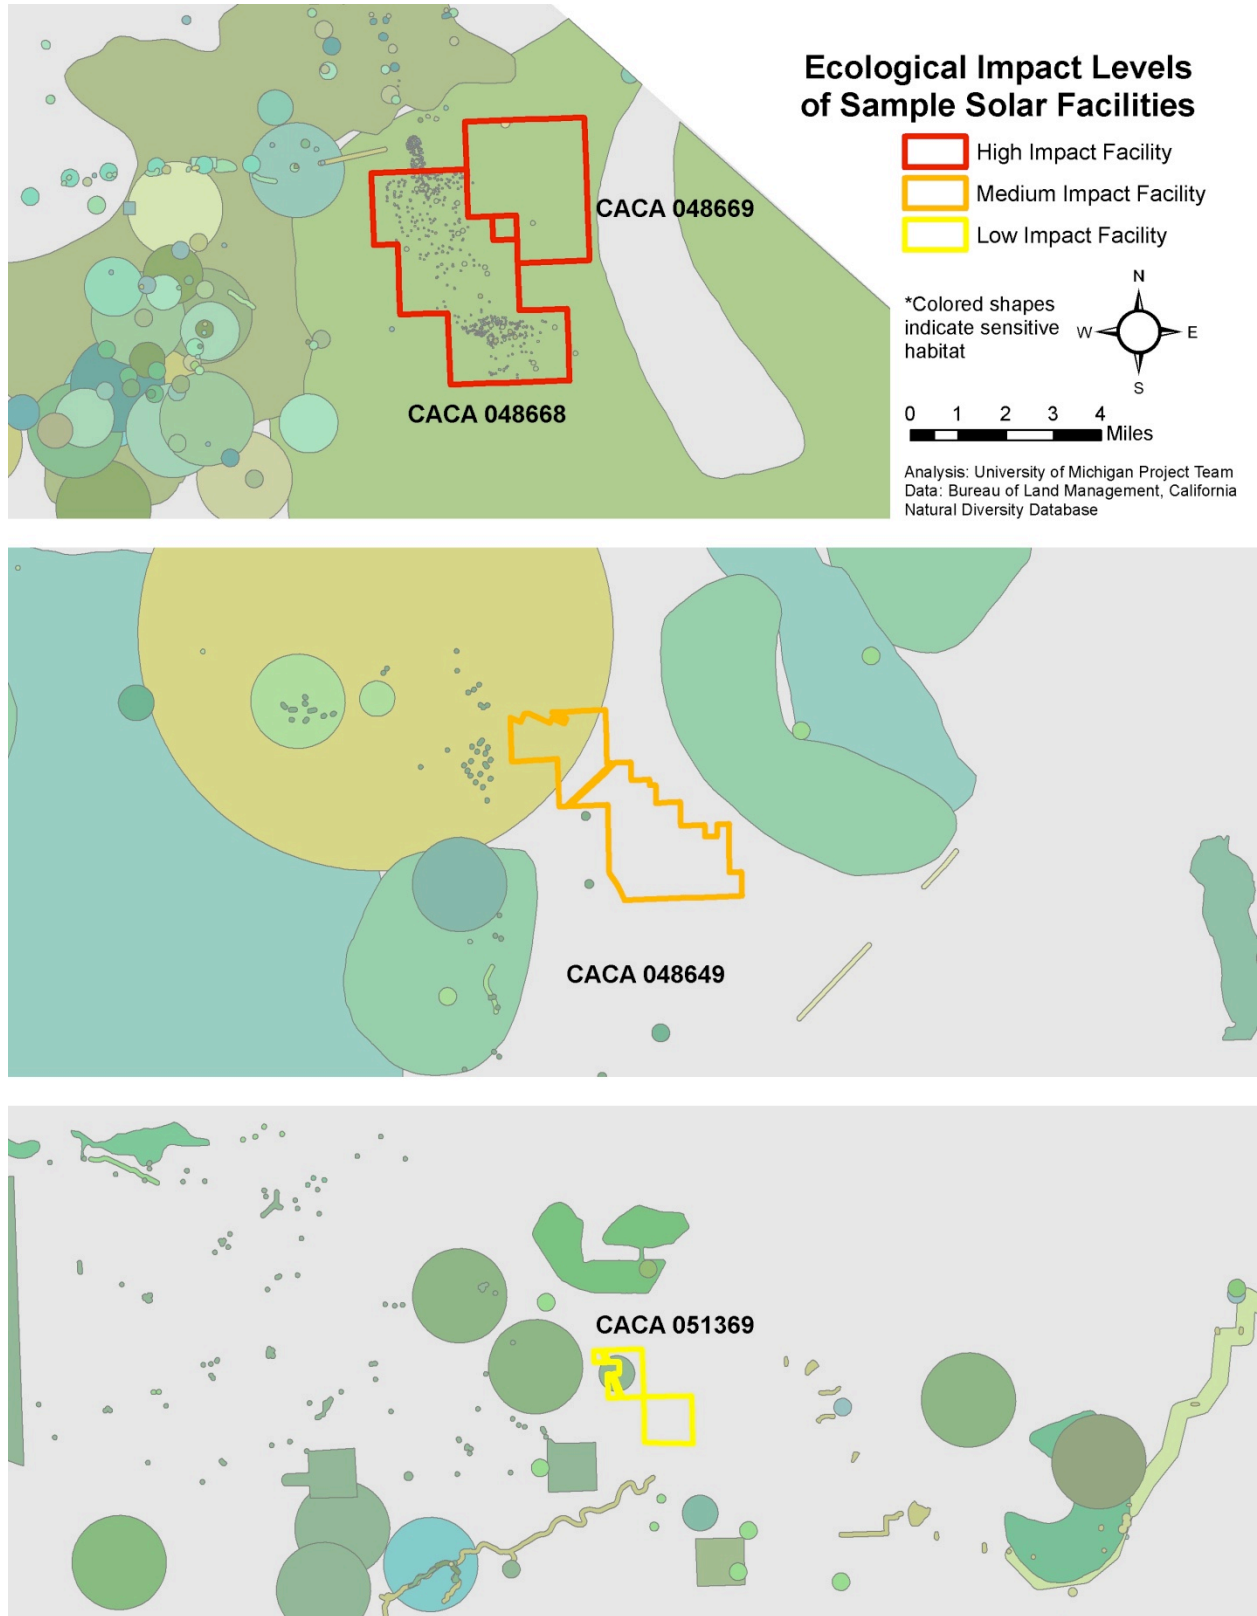 Ecological Impact Levels
of Sample Solar Facilities
High Impact Facility
Medium Impact Facility
Low Impact Facility
*Colored shapes
indicate sensitive
habitat
N
W
E
S
0 1 2 3 4
Miles
Analysis: University of Michigan Project Team
Data: Bureau of Land Management, California
Natural Diversity Database
CACA 048669
CACA 048668
CACA 048649
CACA 051369